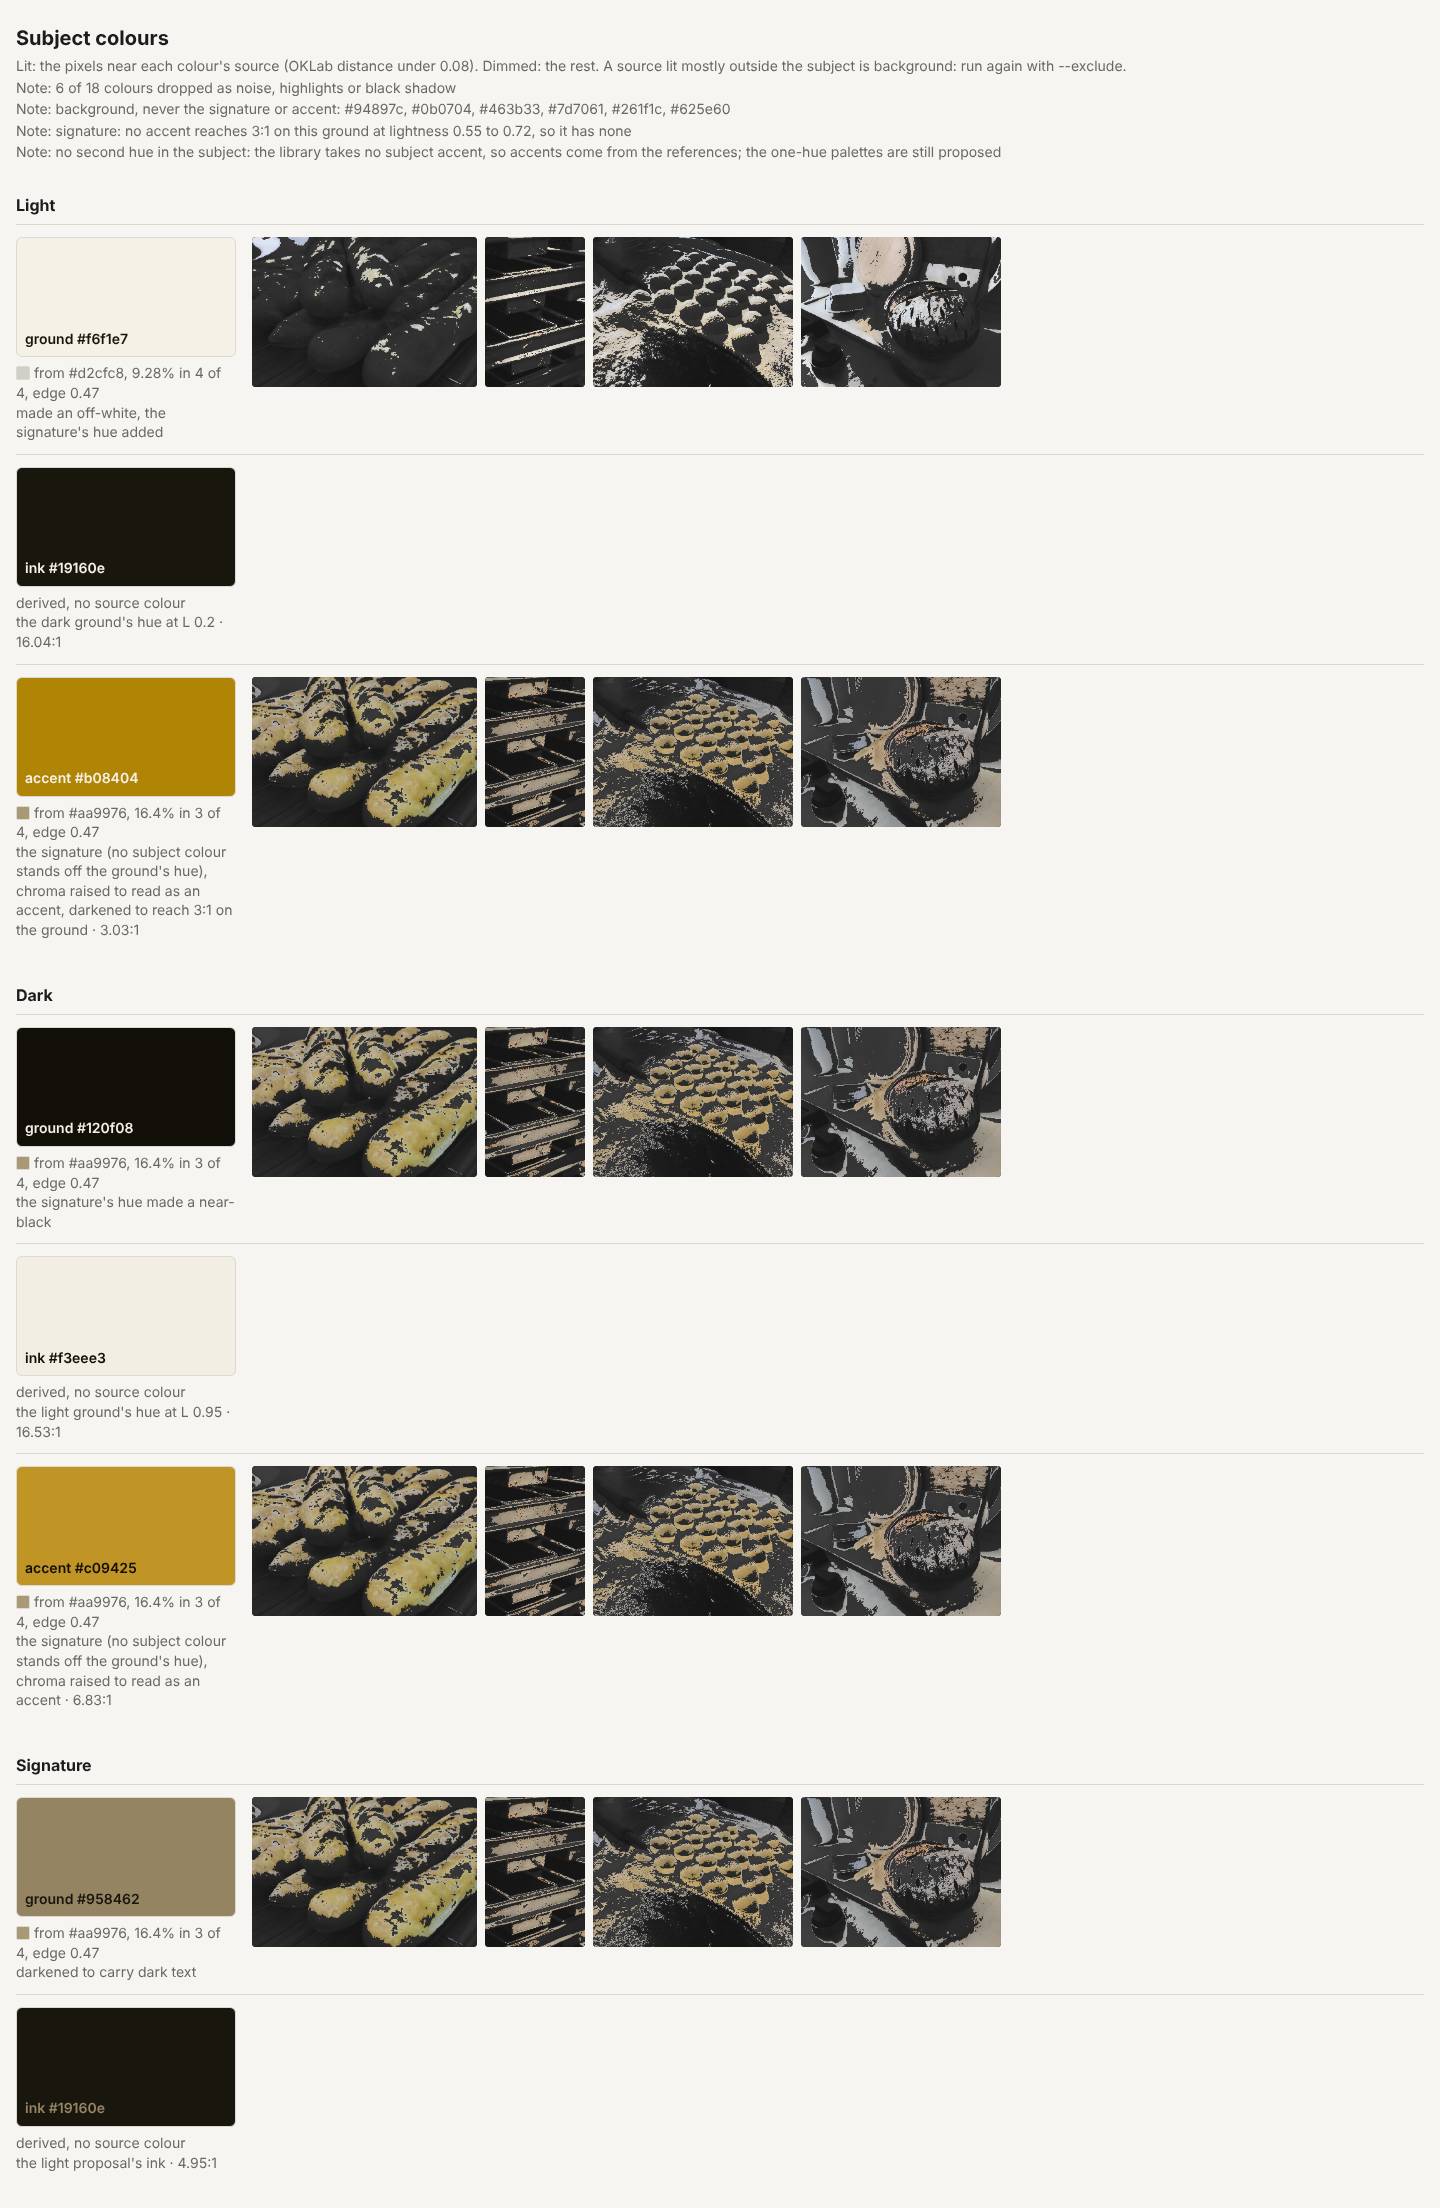 Subject colours
Lit: the pixels near each colour's source (OKLab distance under 0.08). Dimmed: the rest. A source lit mostly outside the subject is background: run again with --exclude.
Note: 6 of 18 colours dropped as noise, highlights or black shadow
Note: background, never the signature or accent: #94897c, #0b0704, #463b33, #7d7061, #261f1c, #625e60
Note: signature: no accent reaches 3:1 on this ground at lightness 0.55 to 0.72, so it has none
Note: no second hue in the subject: the library takes no subject accent, so accents come from the references; the one-hue palettes are still proposed
Light
ground #f6f1e7
from #d2cfc8, 9.28% in 4 of
4, edge 0.47
made an off-white, the
signature's hue added
ink #19160e
derived, no source colour
the dark ground's hue at L 0.2 ·
16.04:1
accent #b08404
from #aa9976, 16.4% in 3 of
4, edge 0.47
the signature (no subject colour
stands off the ground's hue),
chroma raised to read as an
accent, darkened to reach 3:1 on
the ground · 3.03:1
Dark
ground #120f08
from #aa9976, 16.4% in 3 of
4, edge 0.47
the signature's hue made a near-
black
ink #f3eee3
derived, no source colour
the light ground's hue at L 0.95 ·
16.53:1
accent #c09425
from #aa9976, 16.4% in 3 of
4, edge 0.47
the signature (no subject colour
stands off the ground's hue),
chroma raised to read as an
accent · 6.83:1
Signature
ground #958462
from #aa9976, 16.4% in 3 of
4, edge 0.47
darkened to carry dark text
ink #19160e
derived, no source colour
the light proposal's ink · 4.95:1